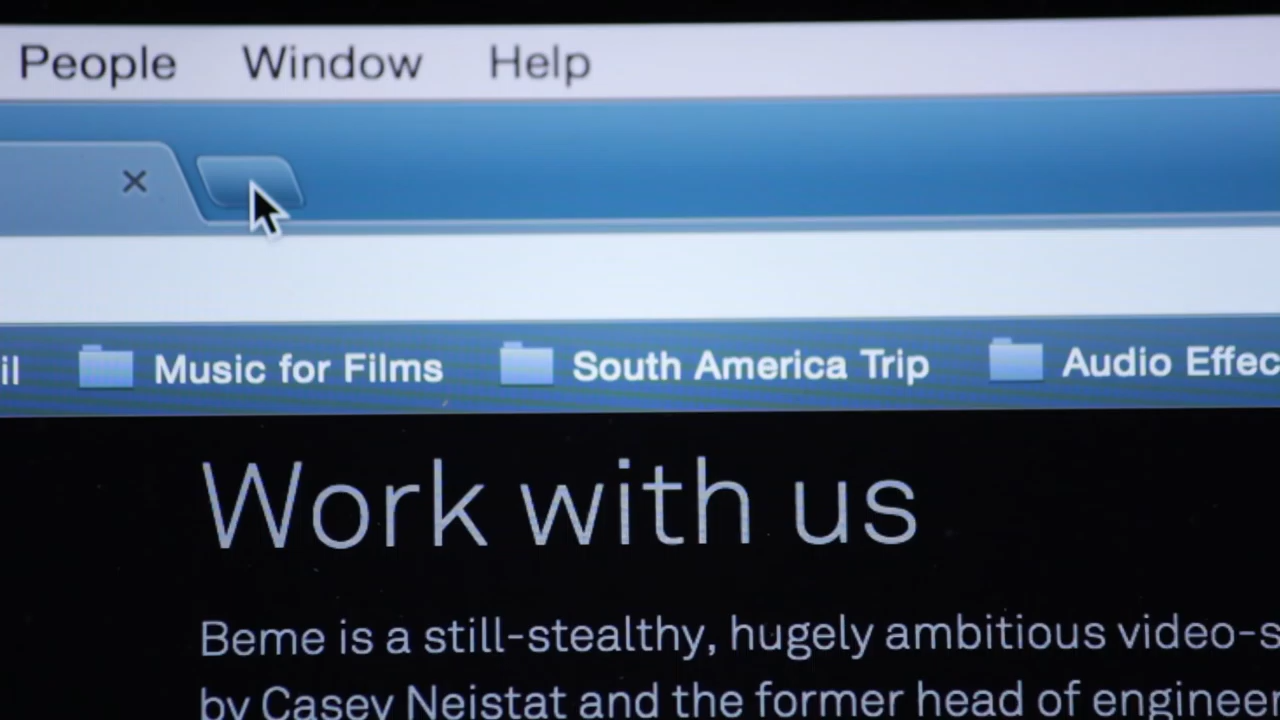 People Window Help
il Music for Films South America Trip Audio Effec
Work with us
Beme is a still-stealthy, hugely ambitious video-s
by Casey Neistat and the former head of engineer